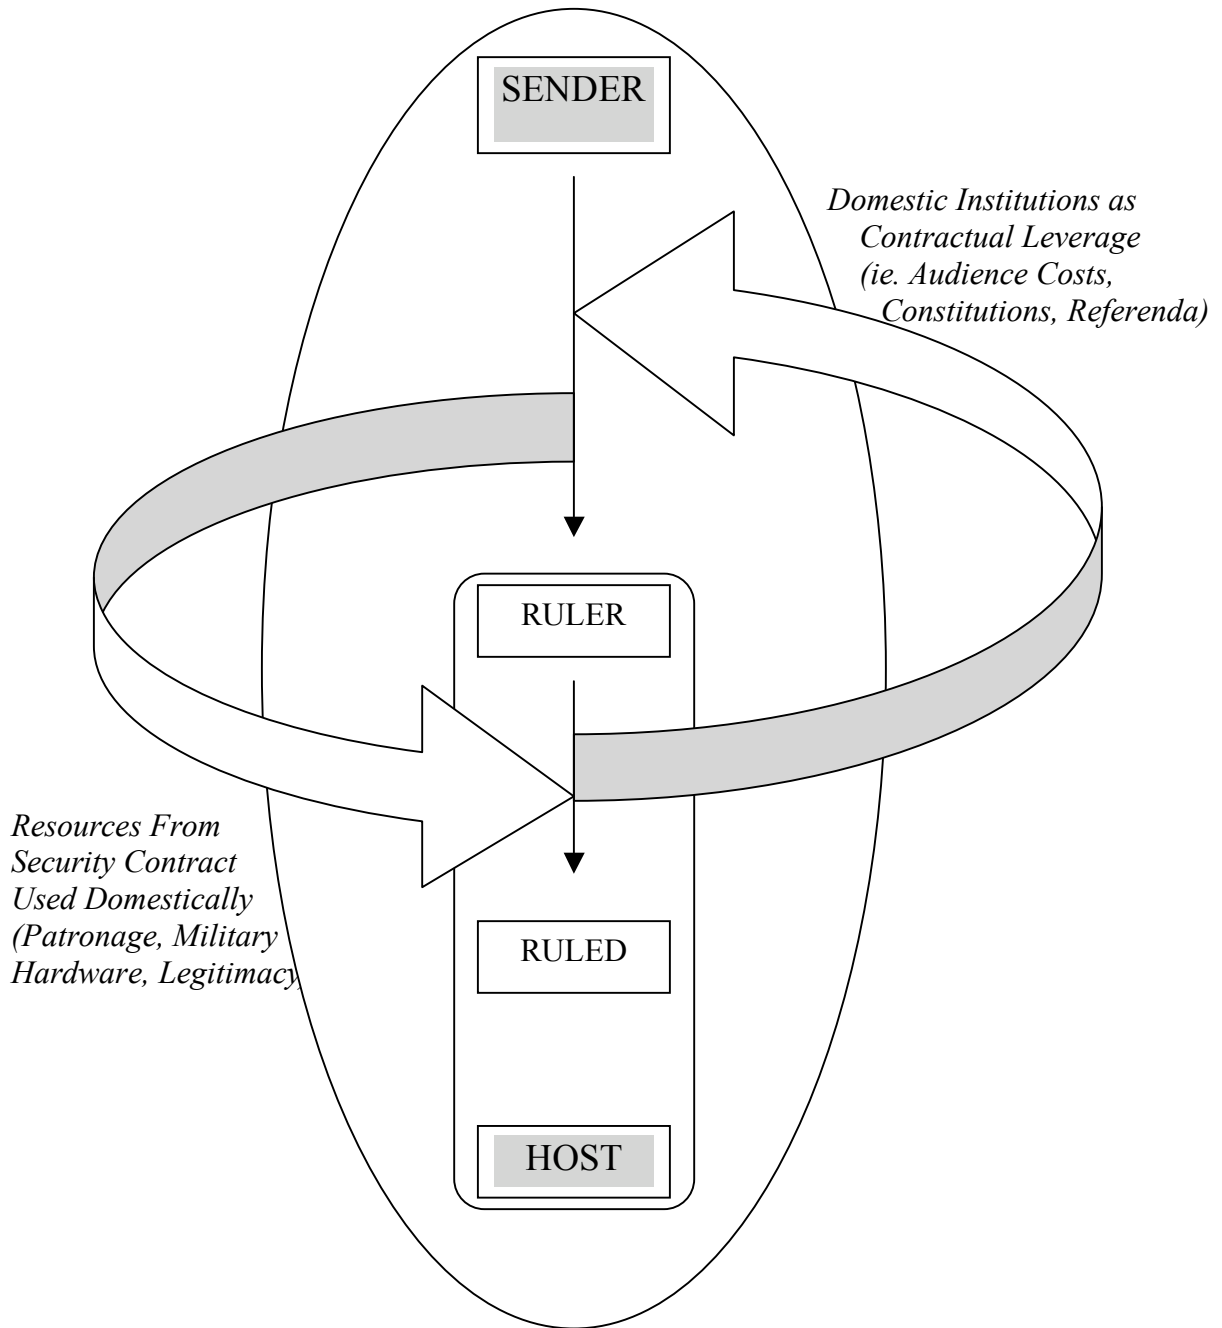 SENDER
Domestic Institutions as
Contractual Leverage
(ie. Audience Costs,
Constitutions, Referenda)
RULER
Resources From
Security Contract
Used Domestically
(Patronage, Military
Hardware, Legitimacy
RULED
HOST